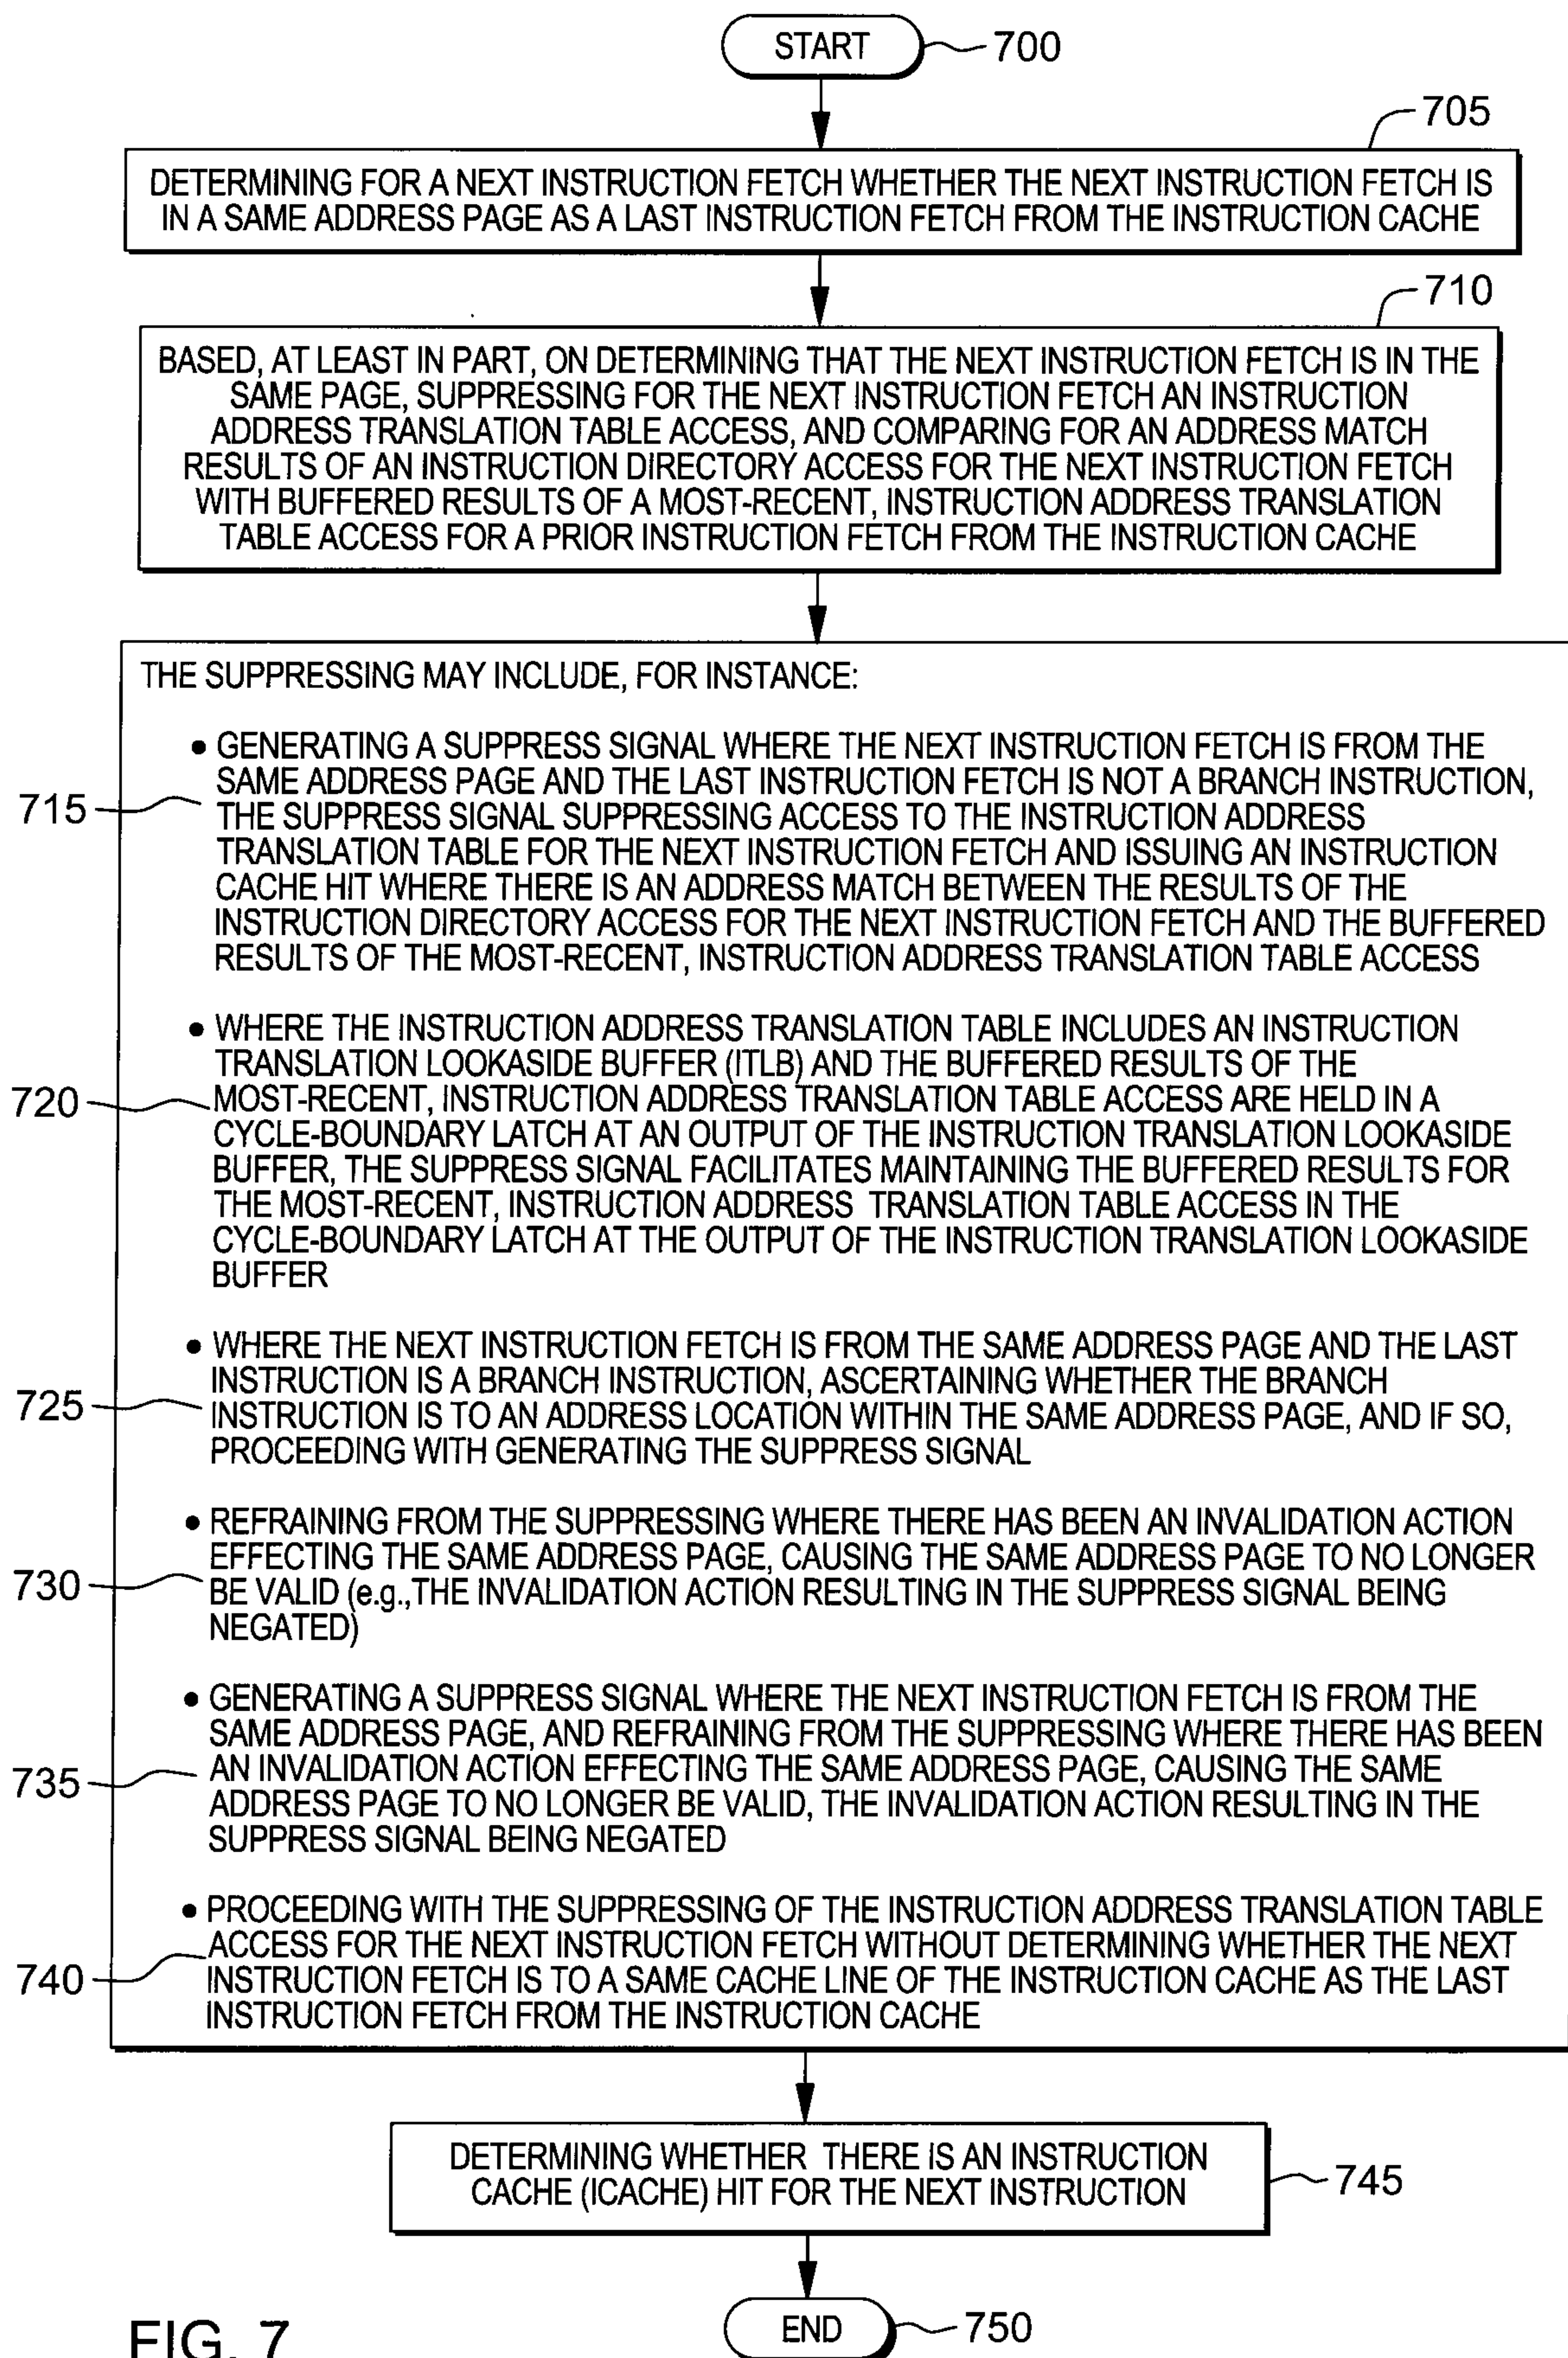 START
700
705
DETERMINING FOR A NEXT INSTRUCTION FETCH WHETHER THE NEXT INSTRUCTION FETCH IS
IN A SAME ADDRESS PAGE AS A LAST INSTRUCTION FETCH FROM THE INSTRUCTION CACHE
710
BASED, AT LEAST IN PART, ON DETERMINING THAT THE NEXT INSTRUCTION FETCH IS IN THE
SAME PAGE, SUPPRESSING FOR THE NEXT INSTRUCTION FETCH AN INSTRUCTION
ADDRESS TRANSLATION TABLE ACCESS, AND COMPARING FOR AN ADDRESS MATCH
RESULTS OF AN INSTRUCTION DIRECTORY ACCESS FOR THE NEXT INSTRUCTION FETCH
WITH BUFFERED RESULTS OF A MOST-RECENT, INSTRUCTION ADDRESS TRANSLATION
TABLE ACCESS FOR A PRIOR INSTRUCTION FETCH FROM THE INSTRUCTION CACHE
THE SUPPRESSING MAY INCLUDE, FOR INSTANCE:
• GENERATING A SUPPRESS SIGNAL WHERE THE NEXT INSTRUCTION FETCH IS FROM THE
SAME ADDRESS PAGE AND THE LAST INSTRUCTION FETCH IS NOT A BRANCH INSTRUCTION,
715
THE SUPPRESS SIGNAL SUPPRESSING ACCESS TO THE INSTRUCTION ADDRESS
TRANSLATION TABLE FOR THE NEXT INSTRUCTION FETCH AND ISSUING AN INSTRUCTION
CACHE HIT WHERE THERE IS AN ADDRESS MATCH BETWEEN THE RESULTS OF THE
INSTRUCTION DIRECTORY ACCESS FOR THE NEXT INSTRUCTION FETCH AND THE BUFFERED
RESULTS OF THE MOST-RECENT, INSTRUCTION ADDRESS TRANSLATION TABLE ACCESS
• WHERE THE INSTRUCTION ADDRESS TRANSLATION TABLE INCLUDES AN INSTRUCTION
TRANSLATION LOOKASIDE BUFFER (ITLB) AND THE BUFFERED RESULTS OF THE
720
MOST-RECENT, INSTRUCTION ADDRESS TRANSLATION TABLE ACCESS ARE HELD IN A
CYCLE-BOUNDARY LATCH AT AN OUTPUT OF THE INSTRUCTION TRANSLATION LOOKASIDE
BUFFER, THE SUPPRESS SIGNAL FACILITATES MAINTAINING THE BUFFERED RESULTS FOR
THE MOST-RECENT, INSTRUCTION ADDRESS TRANSLATION TABLE ACCESS IN THE
CYCLE-BOUNDARY LATCH AT THE OUTPUT OF THE INSTRUCTION TRANSLATION LOOKASIDE
BUFFER
• WHERE THE NEXT INSTRUCTION FETCH IS FROM THE SAME ADDRESS PAGE AND THE LAST
INSTRUCTION IS A BRANCH INSTRUCTION, ASCERTAINING WHETHER THE BRANCH
725
INSTRUCTION IS TO AN ADDRESS LOCATION WITHIN THE SAME ADDRESS PAGE, AND IF SO,
PROCEEDING WITH GENERATING THE SUPPRESS SIGNAL
• REFRAINING FROM THE SUPPRESSING WHERE THERE HAS BEEN AN INVALIDATION ACTION
EFFECTING THE SAME ADDRESS PAGE, CAUSING THE SAME ADDRESS PAGE TO NO LONGER
730
BE VALID (e.g.,THE INVALIDATION ACTION RESULTING IN THE SUPPRESS SIGNAL BEING
NEGATED)
• GENERATING A SUPPRESS SIGNAL WHERE THE NEXT INSTRUCTION FETCH IS FROM THE
SAME ADDRESS PAGE, AND REFRAINING FROM THE SUPPRESSING WHERE THERE HAS BEEN
735
AN INVALIDATION ACTION EFFECTING THE SAME ADDRESS PAGE, CAUSING THE SAME
ADDRESS PAGE TO NO LONGER BE VALID, THE INVALIDATION ACTION RESULTING IN THE
SUPPRESS SIGNAL BEING NEGATED
• PROCEEDING WITH THE SUPPRESSING OF THE INSTRUCTION ADDRESS TRANSLATION TABLE
ACCESS FOR THE NEXT INSTRUCTION FETCH WITHOUT DETERMINING WHETHER THE NEXT
740
INSTRUCTION FETCH IS TO A SAME CACHE LINE OF THE INSTRUCTION CACHE AS THE LAST
INSTRUCTION FETCH FROM THE INSTRUCTION CACHE
DETERMINING WHETHER THERE IS AN INSTRUCTION
CACHE (ICACHE) HIT FOR THE NEXT INSTRUCTION
745
END
750
FIG. 7